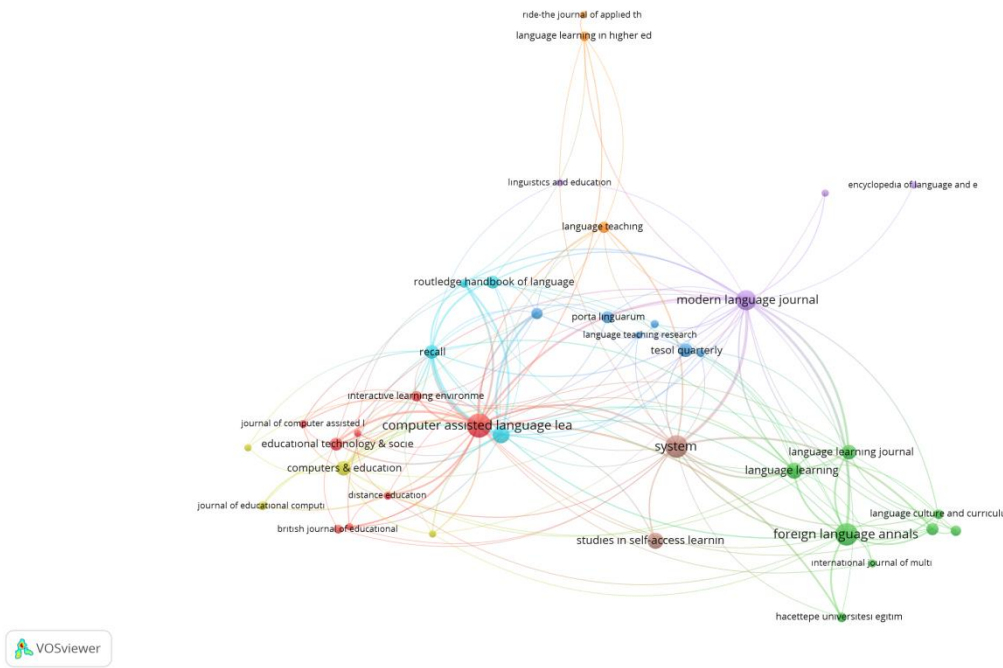 rıde-the journal of applied th
language learning in higher ed
linguistics and education
encyclopedia of language and e
language teaching
routledge handbook of language
modern language journal
porta linguarum
language teaching research
tesol quarterly
recall
interactive learning environme
journal of computer assisted l
computer assisted language lea
educational technology & socie
system
language learning journal
computers & education
language learning
distance education
journal of educational computi
language culture and curriculu
british journal of educational
foreign language annals
studies in self-access learnin
international journal of multi
hacettepe universitesi egitim
VOSviewer